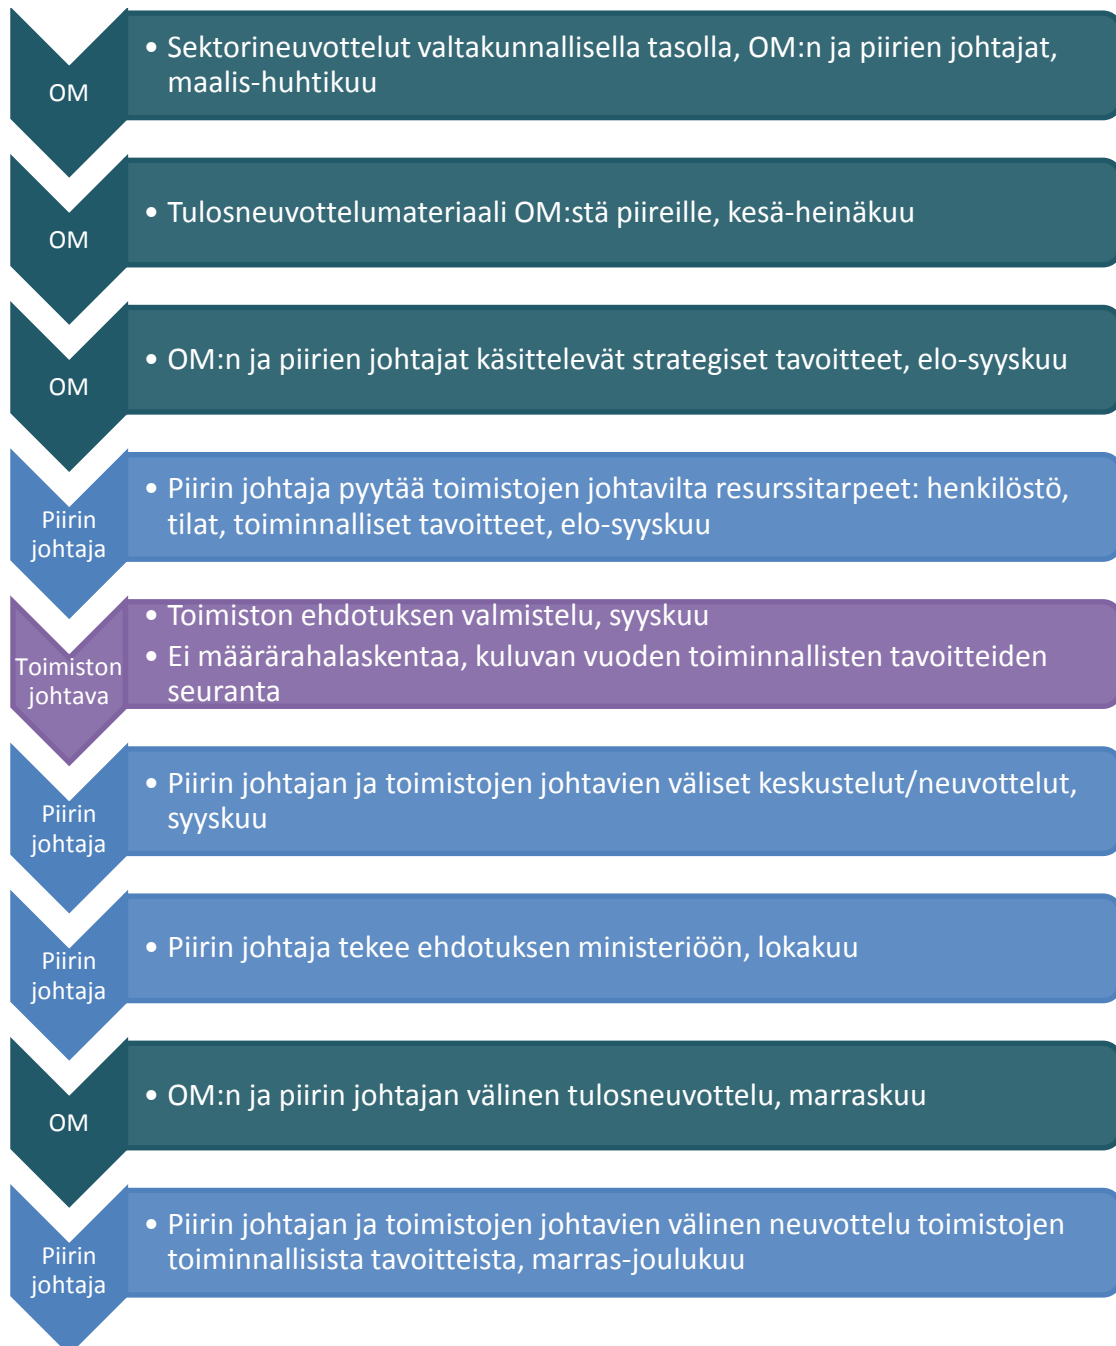 OM
• Sektorineuvottelut valtakunnallisella tasolla, OM:n ja piirien johtajat,
maalis-huhtikuu
OM
• Tulosneuvottelumateriaali OM:stä piireille, kesä-heinäkuu
OM
• OM:n ja piirien johtajat käsittelevät strategiset tavoitteet, elo-syyskuu
Piirin
johtaja
• Piirin johtaja pyytää toimistojen johtavilta resurssitarpeet: henkilöstö,
tilat, toiminnalliset tavoitteet, elo-syyskuu
Toimiston
johtava
• Toimiston ehdotuksen valmistelu, syyskuu
• Ei määrärahalaskentaa, kuluvan vuoden toiminnallisten tavoitteiden
seuranta
Piirin
johtaja
• Piirin johtajan ja toimistojen johtavien väliset keskustelut/neuvottelut,
syyskuu
Piirin
johtaja
• Piirin johtaja tekee ehdotuksen ministeriöön, lokakuu
OM
• OM:n ja piirin johtajan välinen tulosneuvottelu, marraskuu
Piirin
johtaja
• Piirin johtajan ja toimistojen johtavien välinen neuvottelu toimistojen
toiminnallisista tavoitteista, marras-joulukuu